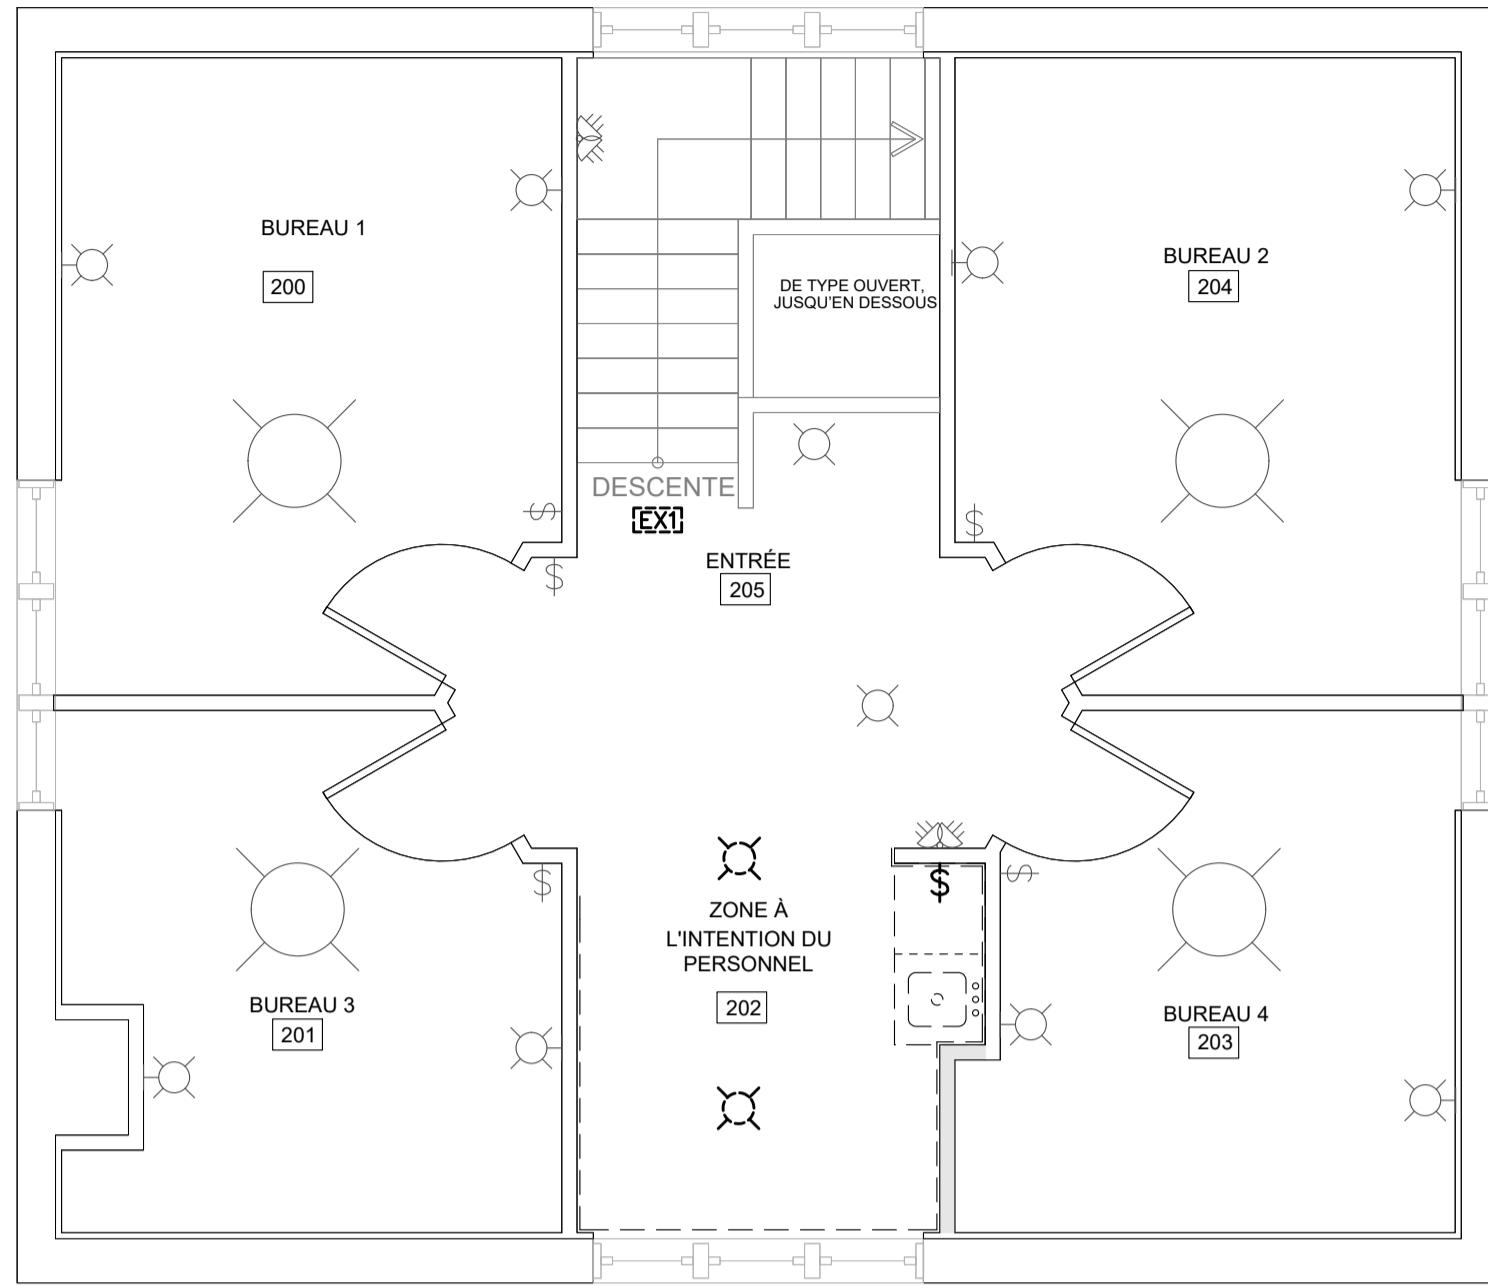 BUREAU 1
200
BUREAU 2
204
DE TYPE OUVERT,
JUSQU'EN DESSOUS
DESCENTE
EX1
$
$
$
ENTRÉE
205
$
$
$
ZONE À
L'INTENTION DU
PERSONNEL
202
BUREAU 3
201
BUREAU 4
203